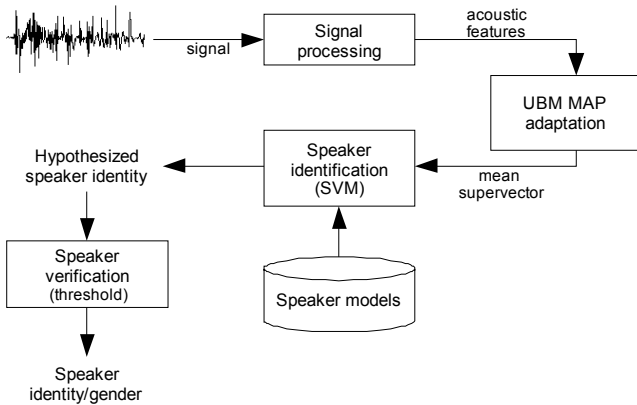 signal
Signal
processing
acoustic
features
UBM MAP
adaptation
mean
supervector
Speaker
identification
(SVM)
Speaker models
Hypothesized
speaker identity
Speaker
verification
(threshold)
Speaker
identity/gender